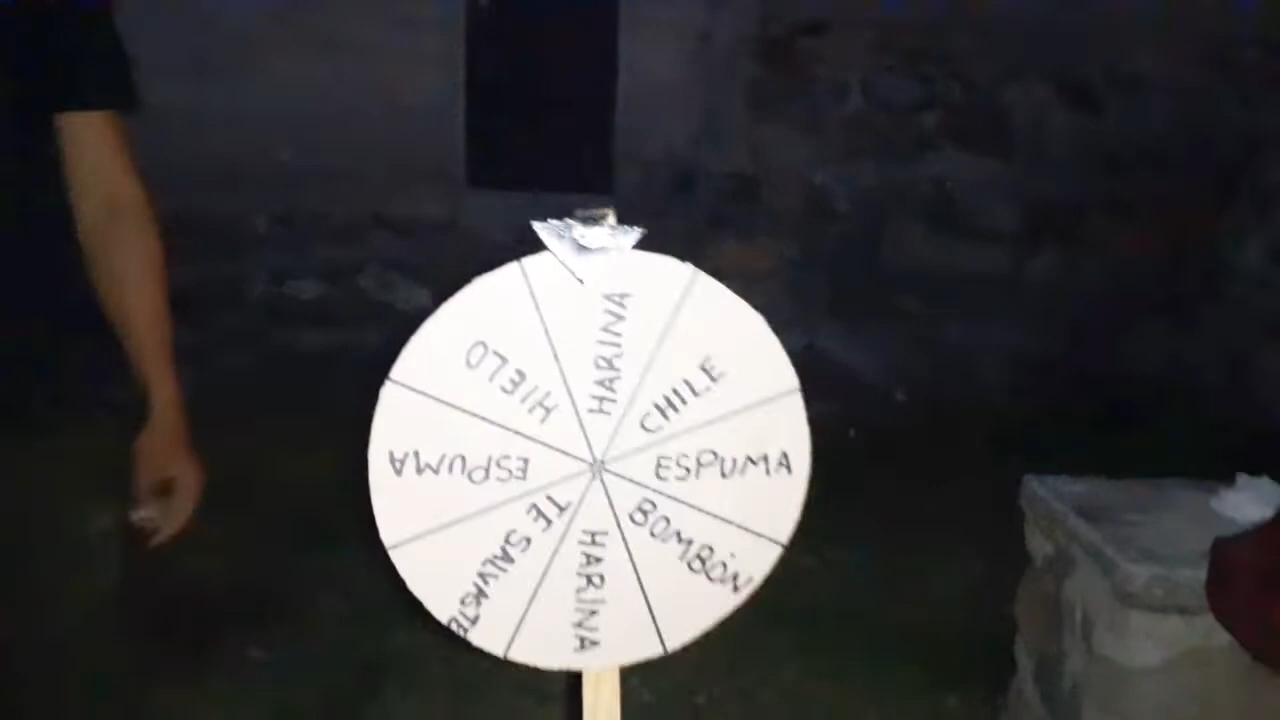 HARINA
CHILE
ESPUMA
BOMBÓN
HARINA
TE SALVASTE
ESPUMA
HIELO